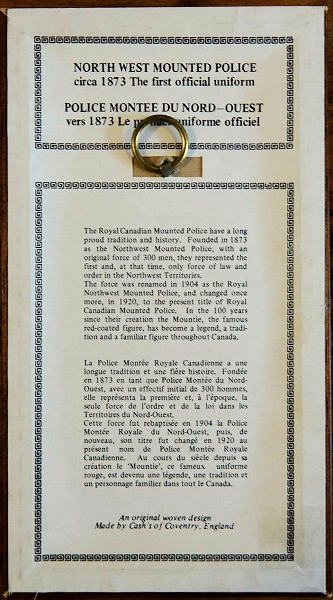 NORTH WEST MOUNTED POLICE
circa 1873 The first official uniform
POLICE MONTEE DU NORD-OUEST
vers 1873 Le uniforme officiel
The Royal Canadian Mounted Police have a long
proud tradition and history. Founded in 1873
as the Northwest Mounted Police, with an
original force of 300 men, they represented the
first and, at that time, only force of law and
order in the Northwest Territories.
The force was renamed in 1904 as the Royal
Northwest Mounted Police, and changed once
more, in 1920, to the present title of Royal
Canadian Mounted Police. In the 100 years
since their creation the Mountie, the famous
red-coated figure, has become a legend, a tradi-
tion and a familiar figure throughout Canada.
La Police Montée Royale Canadienne a une
longue tradition et une fière histoire. Fondée
en 1873 en tant que Police Montée du Nord-
Ouest, avec un effectif initial de 300 hommes,
elle représenta la première et, à l'époque, la
seule force de l'ordre et de la loi dans les
Territoires du Nord-Ouest.
Cette force fut rebaptisée en 1904 la Police
Montée Royale du Nord-Ouest, puis, de
nouveau, son titre fut changé en 1920 au
présent nom de Police Montée Royale
Canadienne. Au cours du siècle depuis sa
création le 'Mountie', ce fameux uniforme
rouge, est devenu une légende, une tradition et
un personnage familier dans tout le Canada.
An original woven design
Made by Cash's of Coventry, England